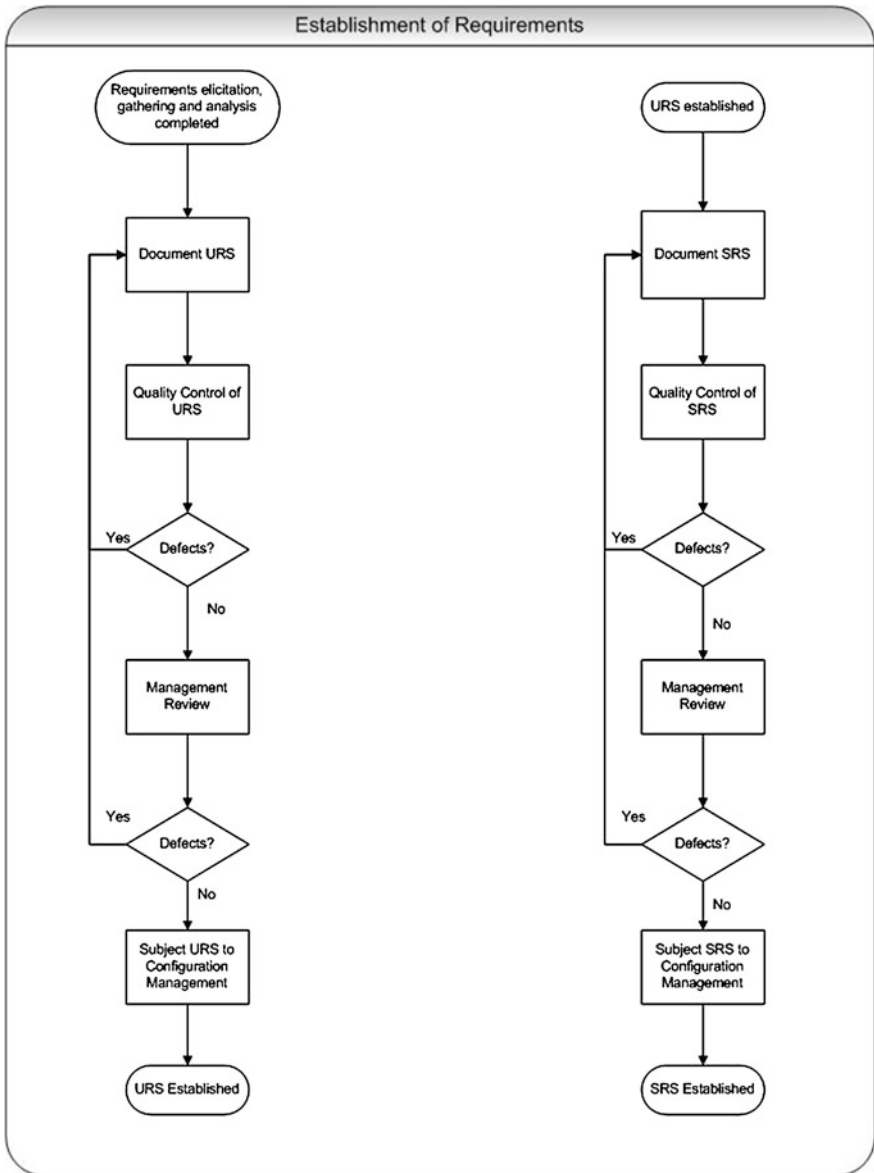 Establishment of Requirements
Requirements elicitation,
gathering and analysis
completed
Document URS
Quality Control of
URS
Yes
Defects?
No
Management
Review
Yes
Defects?
No
Subject URS to
Configuration
Management
URS Established
URS established
Document SRS
Quality Control of
SRS
Yes
Defects?
No
Management
Review
Yes
Defects?
No
Subject SRS to
Configuration
Management
SRS Established